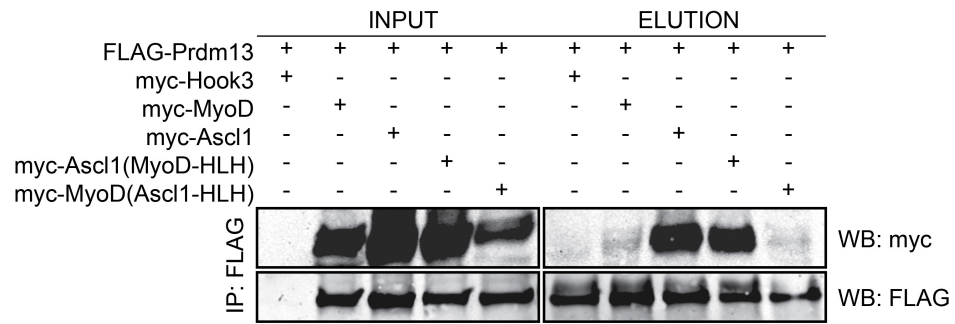 INPUT ELUTION
FLAG-Prdm13 + + + + + + + + + +
myc-Hook3 + - - - - + - - - -
myc-MyoD - + - - - - + - - -
myc-Ascl1 - - + - - - - + - -
myc-Ascl1(MyoD-HLH) - - - + - - - - + -
myc-MyoD(Ascl1-HLH) - - - - + - - - - +
IP: FLAG
WB: myc
WB: FLAG